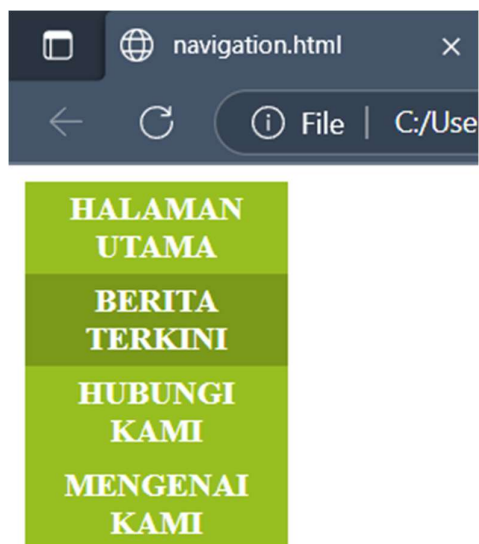 navigation.html
File | C:/Use
HALAMAN
UTAMA
BERITA
TERKINI
HUBUNGI
KAMI
MENGENAI
KAMI